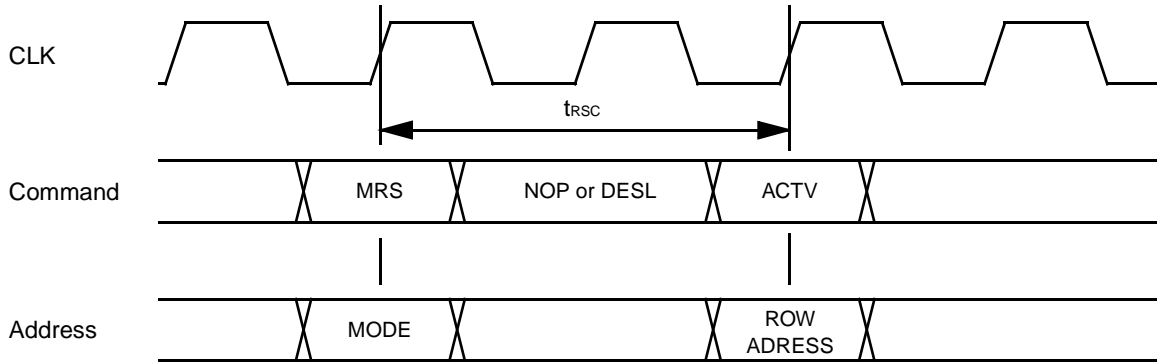 CLK
tRSC
Command
MRS
NOP or DESL
ACTV
Address
MODE
ROW
ADRESS